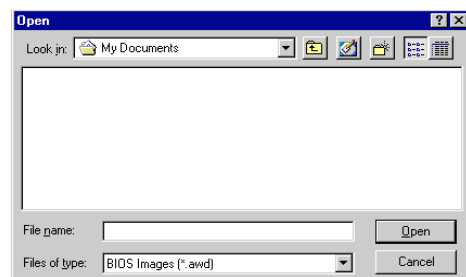 Open
Look in: My Documents
File name: Open
Files of type: BIOS Images (*.awd) Cancel